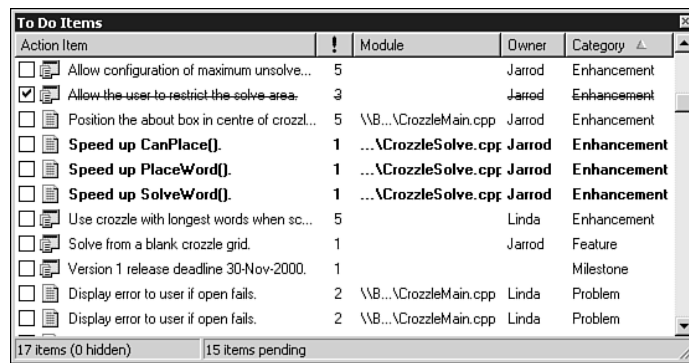 To Do Items
Action Item ! Module Owner Category
Allow configuration of maximum unsolve... 5 Jarrod Enhancement
Allow the user to restrict the solve area. 3 Jarrod Enhancement
Position the about box in centre of crozzl... 5 \\B...\CrozzleMain.cpp Jarrod Enhancement
Speed up CanPlace(). 1 ...\CrozzleSolve.cpp Jarrod Enhancement
Speed up PlaceWord(). 1 ...\CrozzleSolve.cpp Jarrod Enhancement
Speed up SolveWord(). 1 ...\CrozzleSolve.cpp Jarrod Enhancement
Use crozzle with longest words when sc... 5 Linda Enhancement
Solve from a blank crozzle grid. 1 Jarrod Feature
Version 1 release deadline 30-Nov-2000. 1 Milestone
Display error to user if open fails. 2 \\B...\CrozzleMain.cpp Linda Problem
Display error to user if open fails. 2 \\B...\CrozzleMain.cpp Linda Problem
17 items (0 hidden) 15 items pending